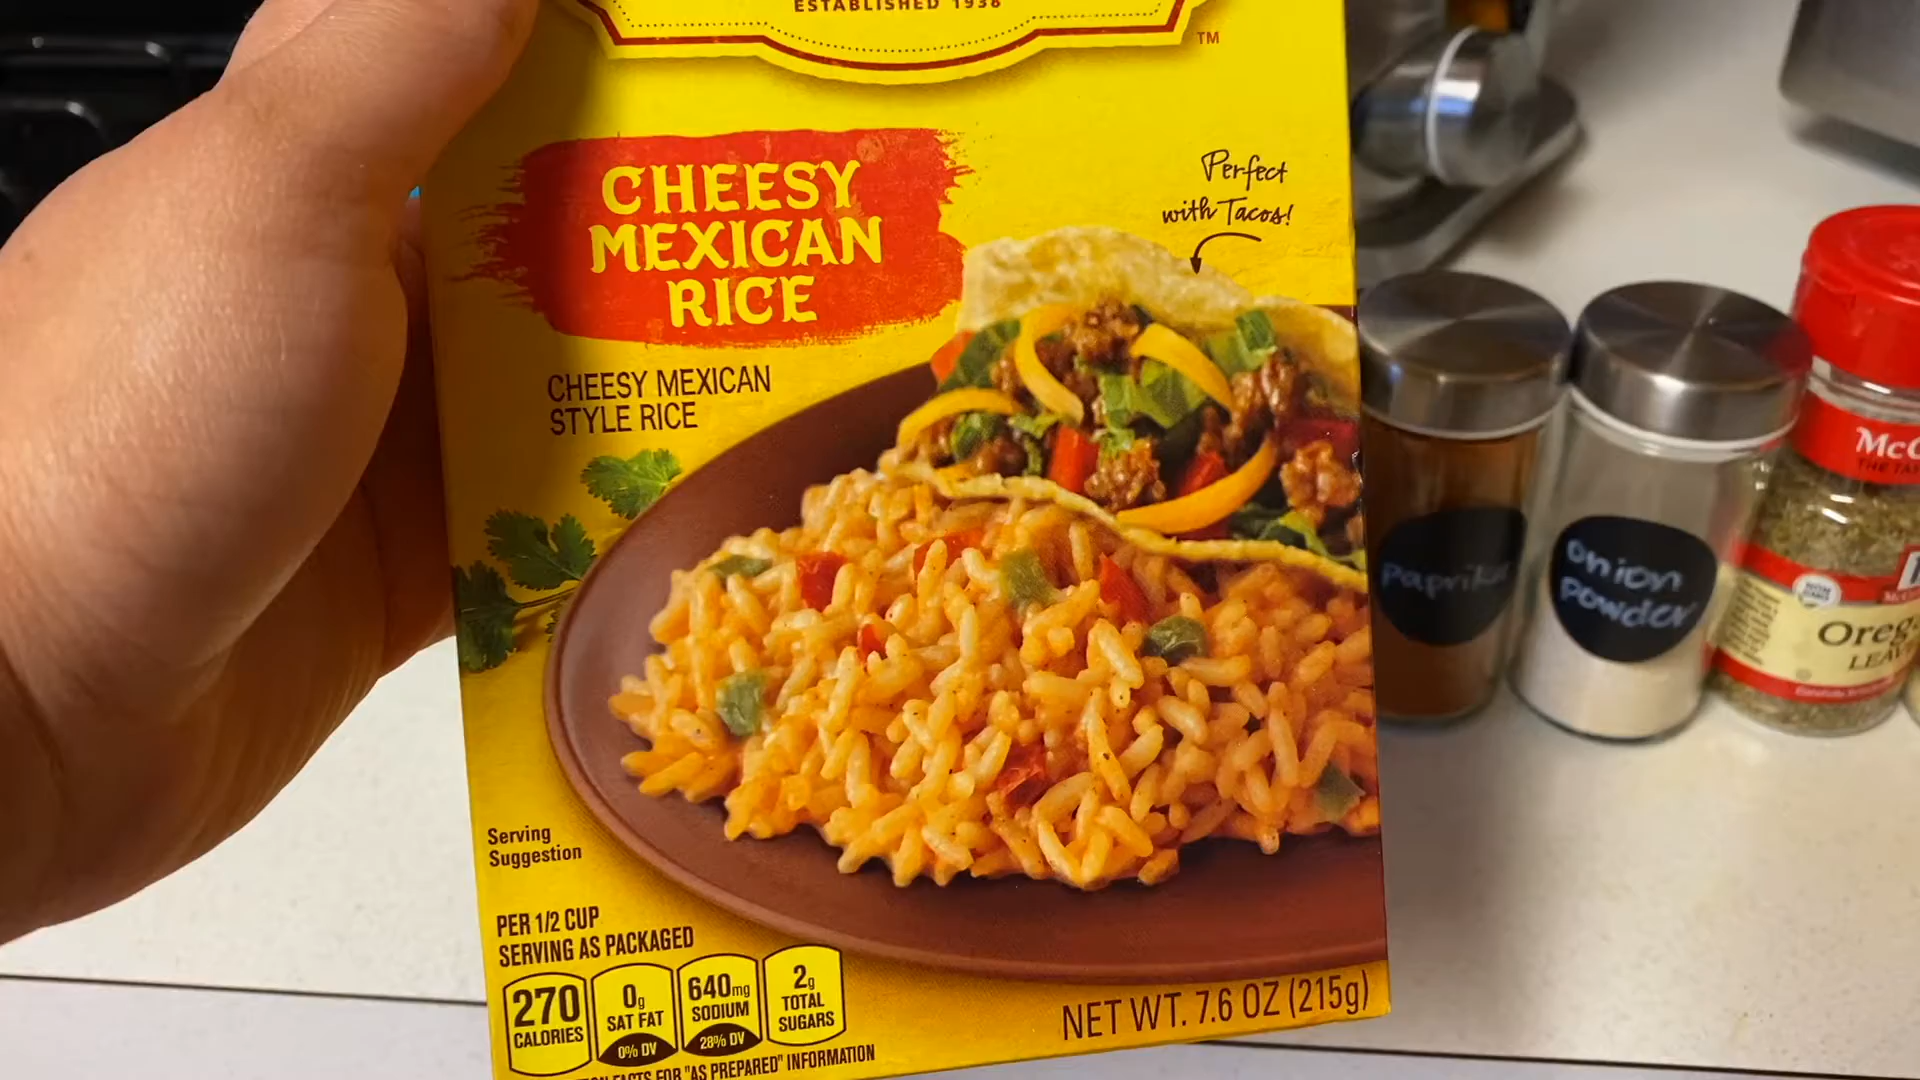 ESTABLISHED 1938
TM
CHEESY
MEXICAN
RICE
Perfect
with Tacos!
CHEESY MEXICAN
STYLE RICE
Serving
Suggestion
PER 1/2 CUP
SERVING AS PACKAGED
270
CALORIES
0g
SAT FAT
0% DV
640mg
SODIUM
28% DV
2g
TOTAL
SUGARS
FACTS FOR "AS PREPARED" INFORMATION
NET WT. 7.6 OZ (215g)
paprika
onion
powder